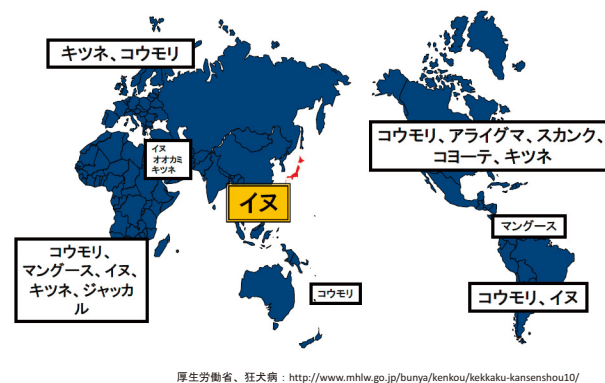 キツネ、コウモリ
イヌ
オオカミ
キツネ
コウモリ、アライグマ、スカンク、
コヨーテ、キツネ
イヌ
マングース
コウモリ、
マングース、イヌ、
キツネ、ジャッカ
ル
コウモリ
コウモリ、イヌ
厚生労働省、狂犬病：http://www.mhlw.go.jp/bunya/kenkou/kekkaku-kansenshou10/